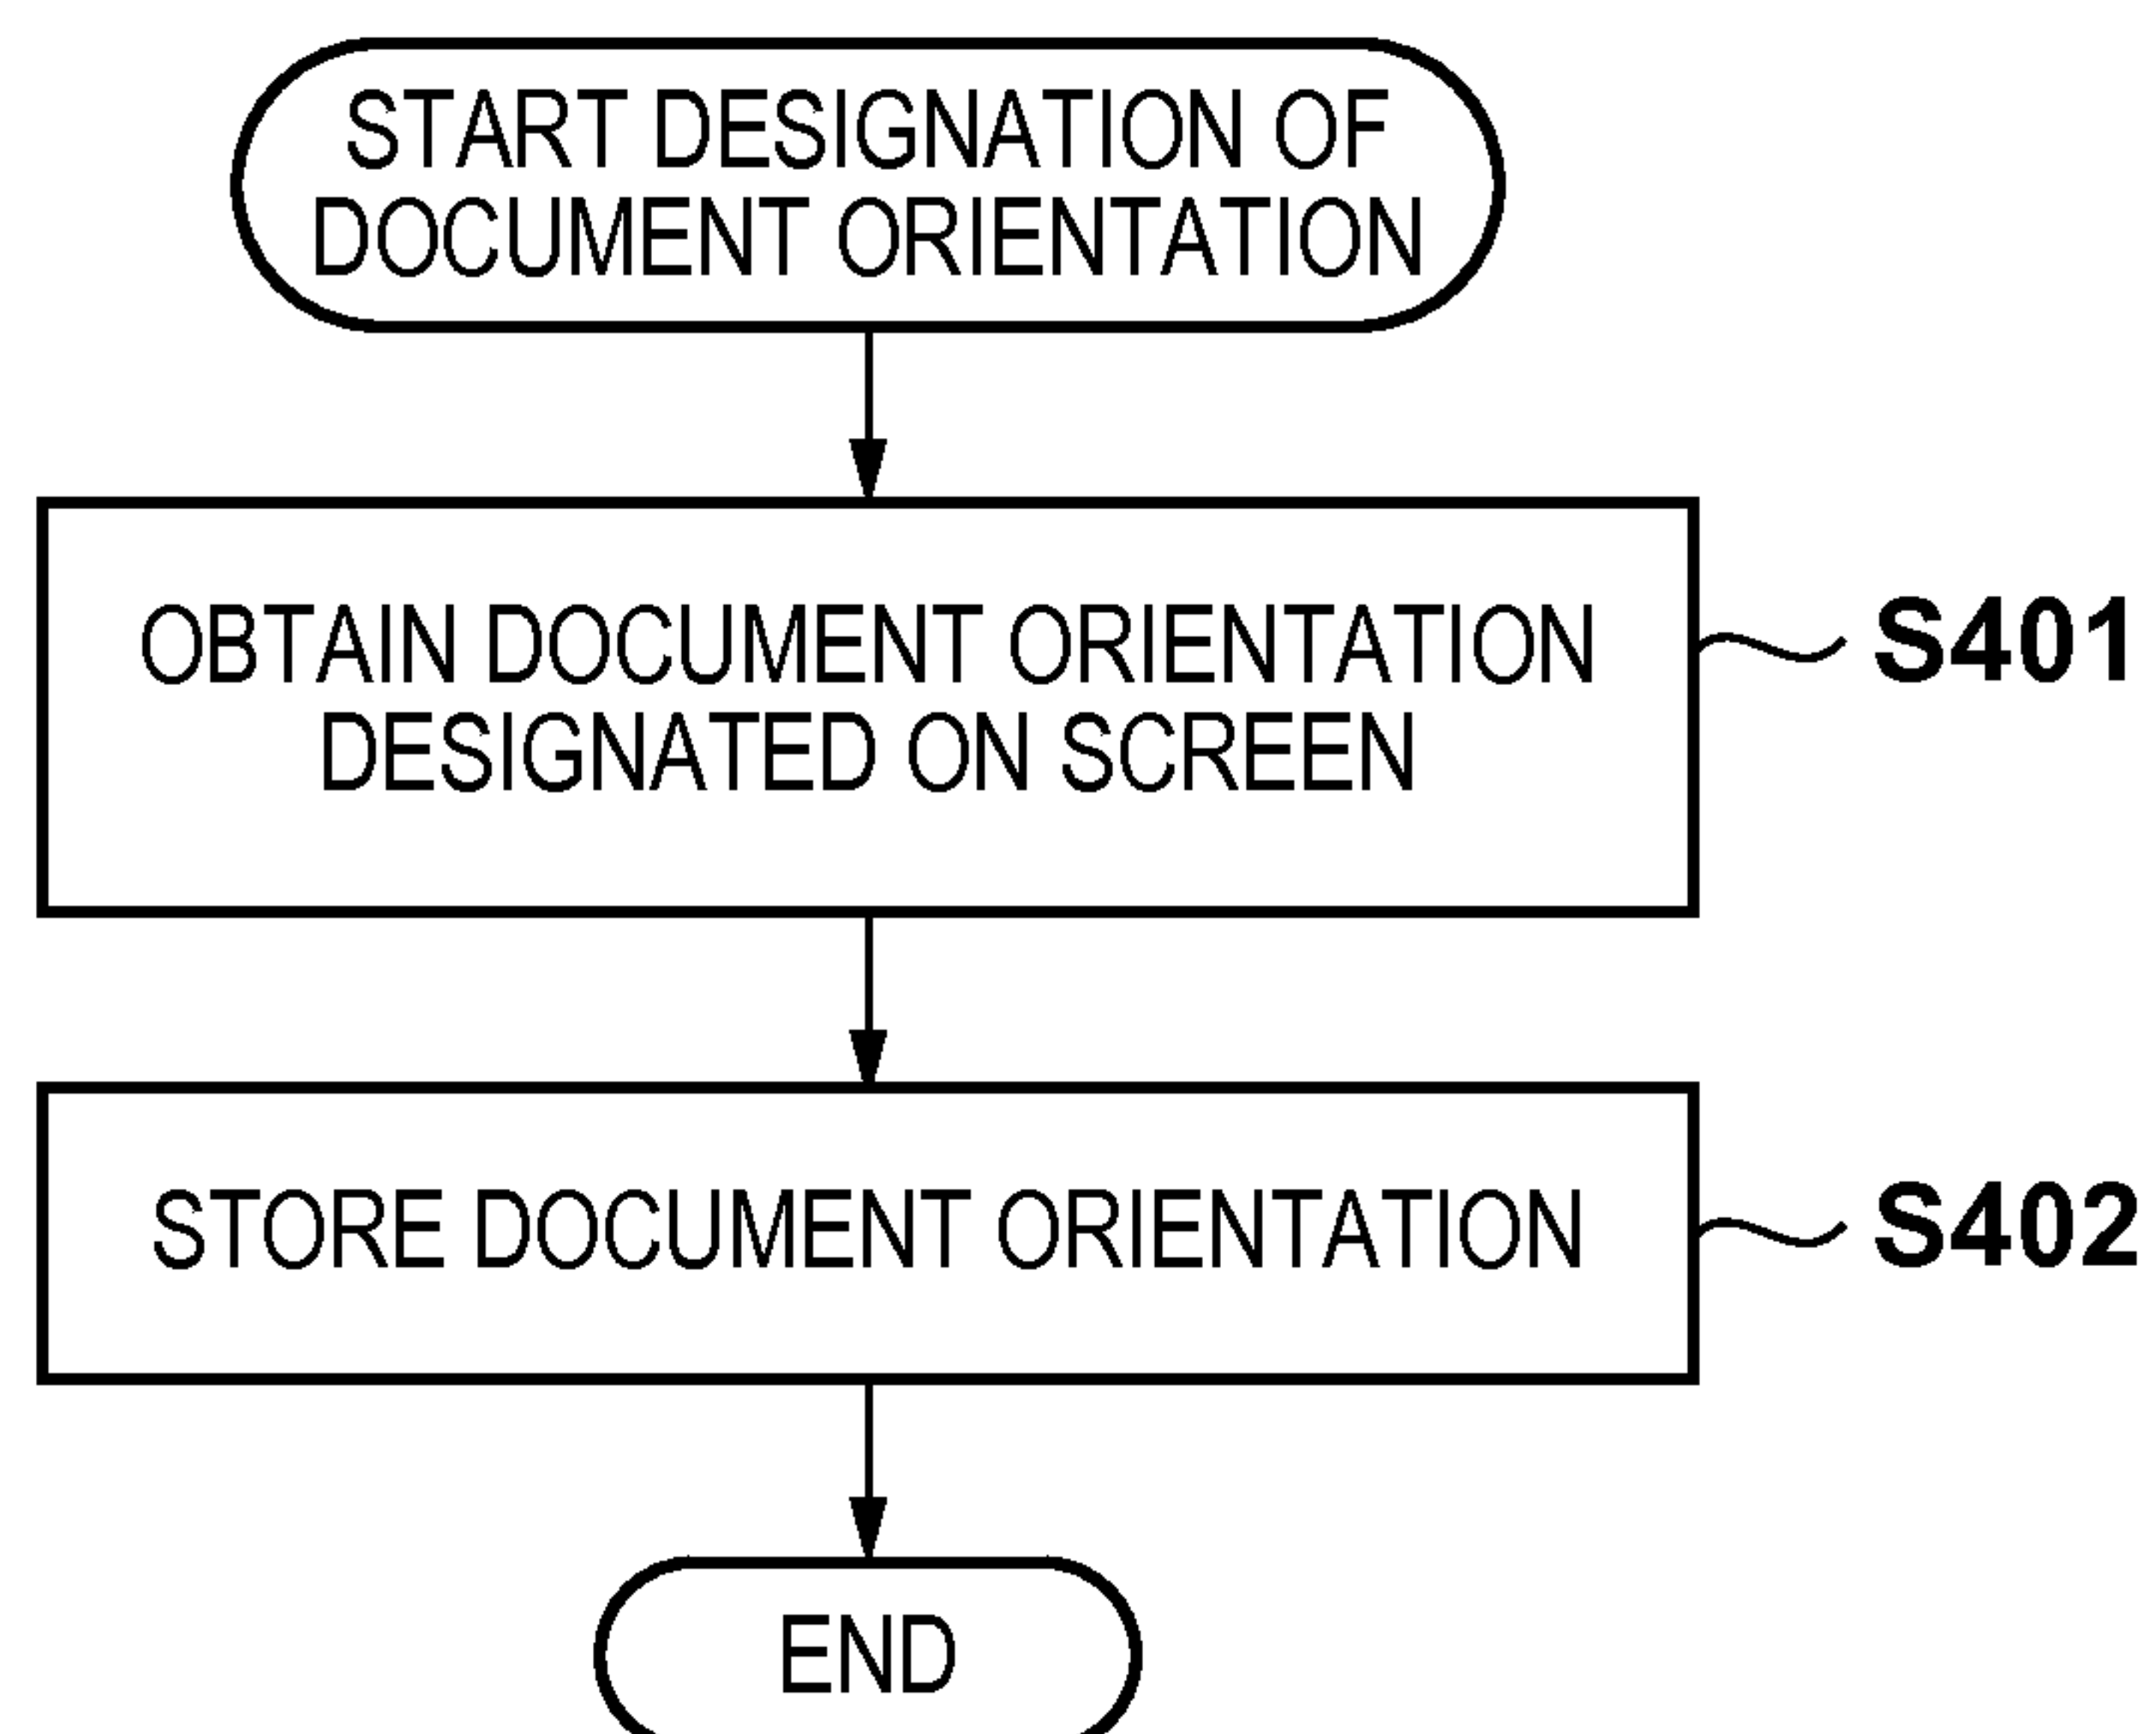 START DESIGNATION OF
DOCUMENT ORIENTATION
OBTAIN DOCUMENT ORIENTATION
DESIGNATED ON SCREEN
S401
STORE DOCUMENT ORIENTATION
S402
END